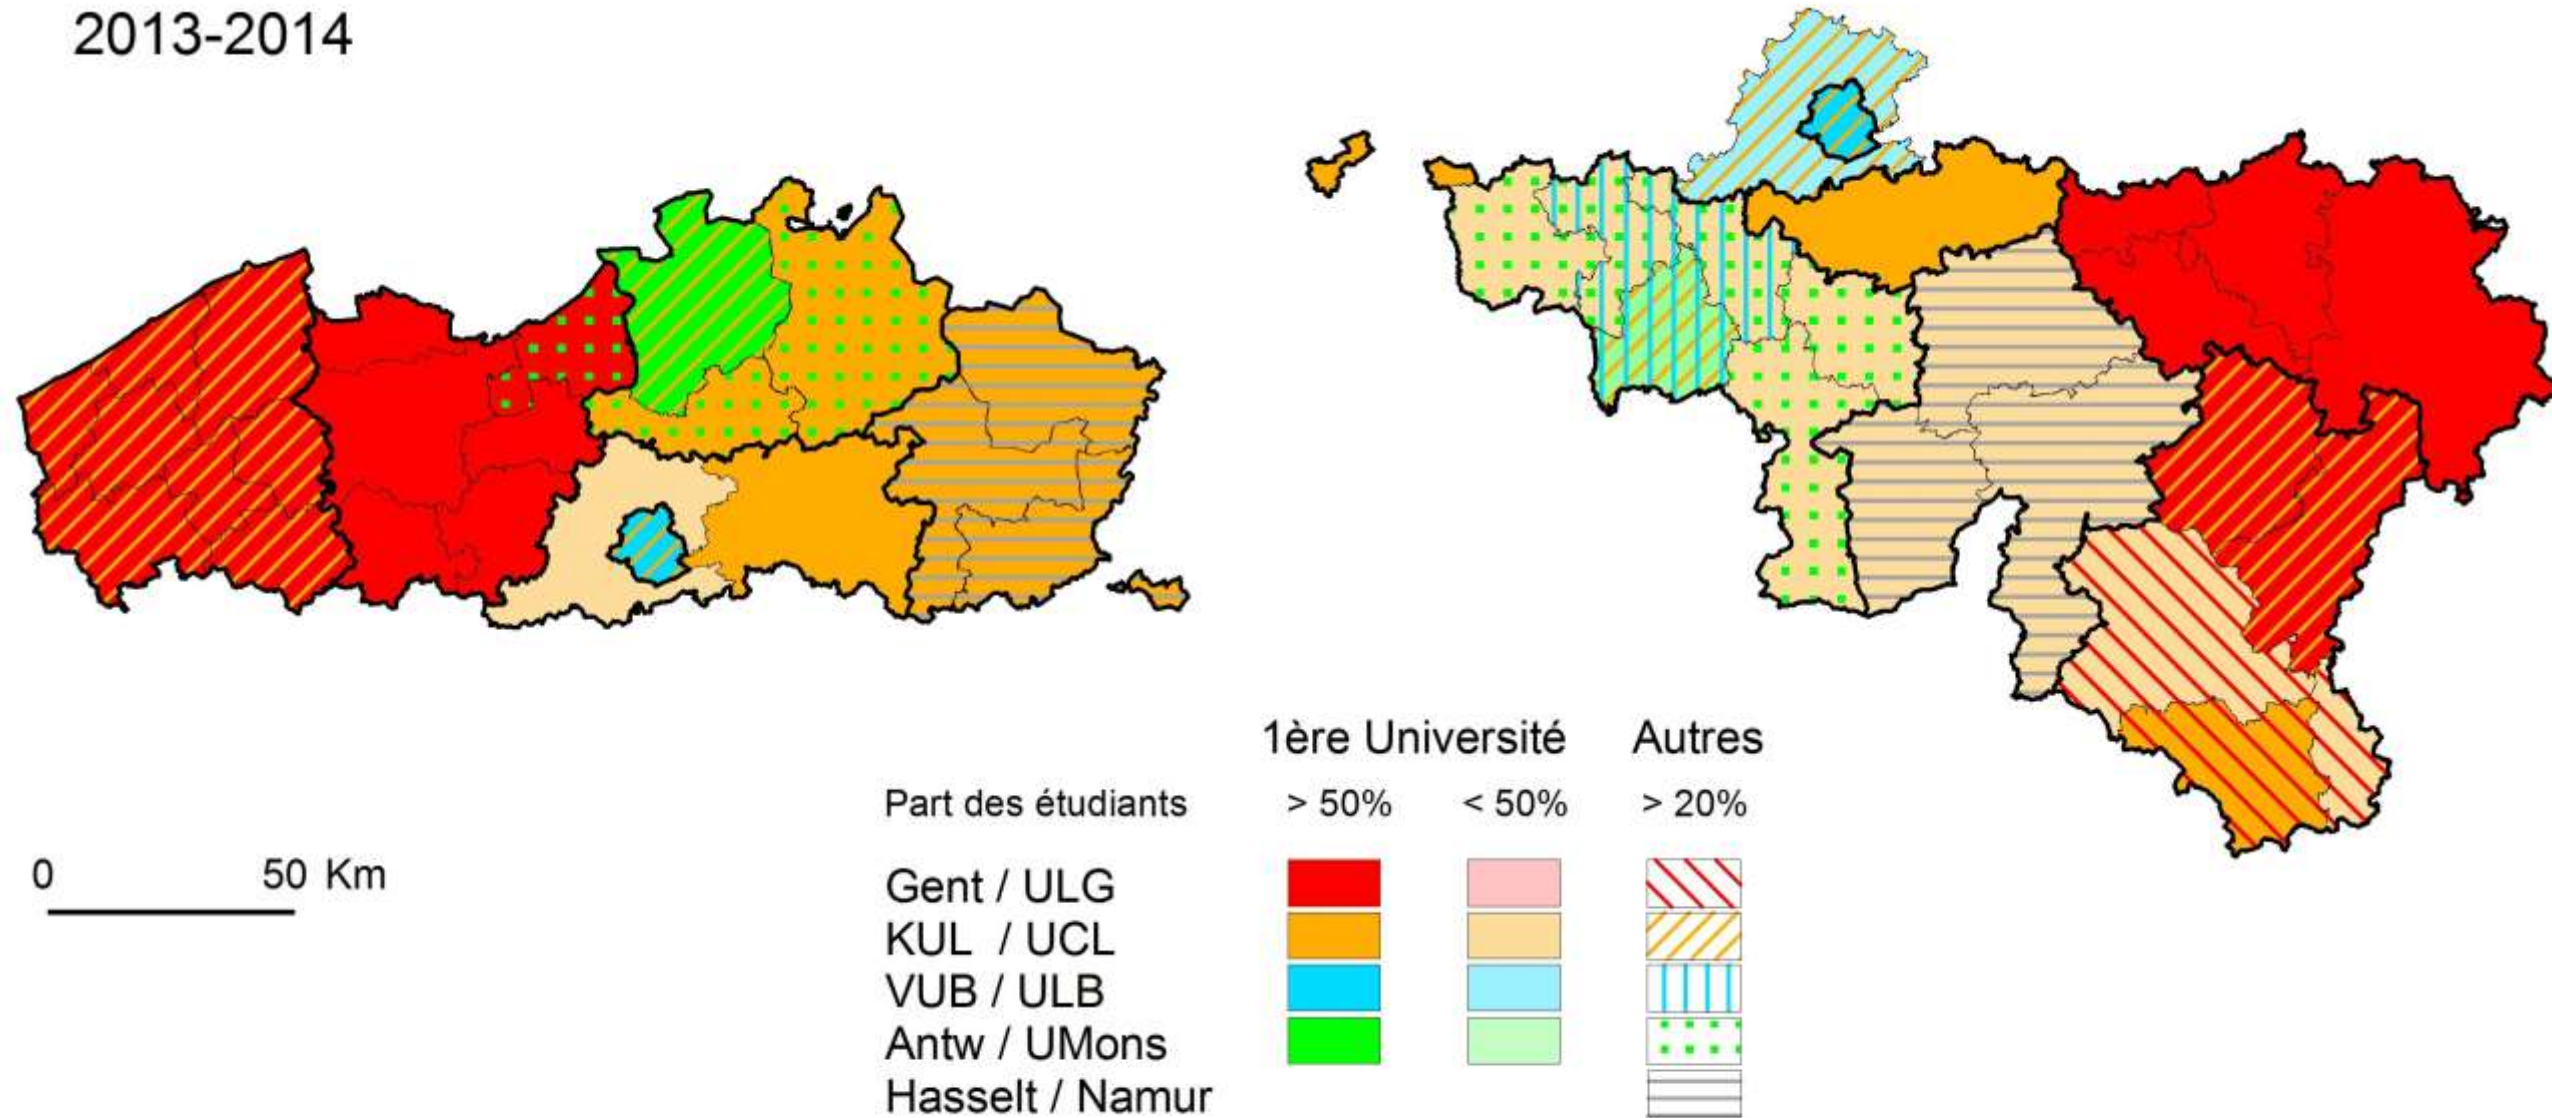 2013-2014
1ère Université Autres
Part des étudiants > 50% < 50% > 20%
0 50 Km
Gent / ULG
KUL / UCL
VUB / ULB
Antw / UMons
Hasselt / Namur